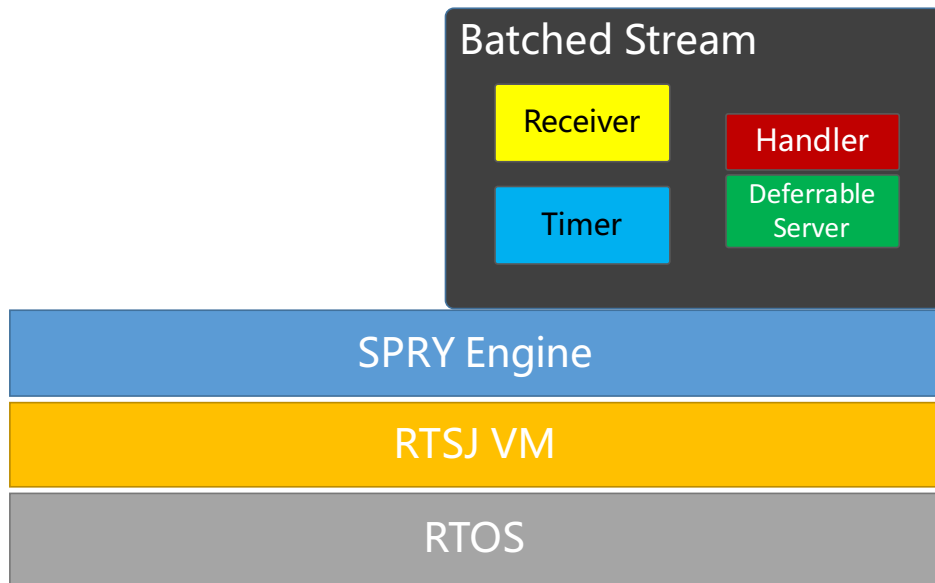 Batched Stream
Receiver
Handler
Deferrable
Server
Timer
SPRY Engine
RTSJ VM
RTOS